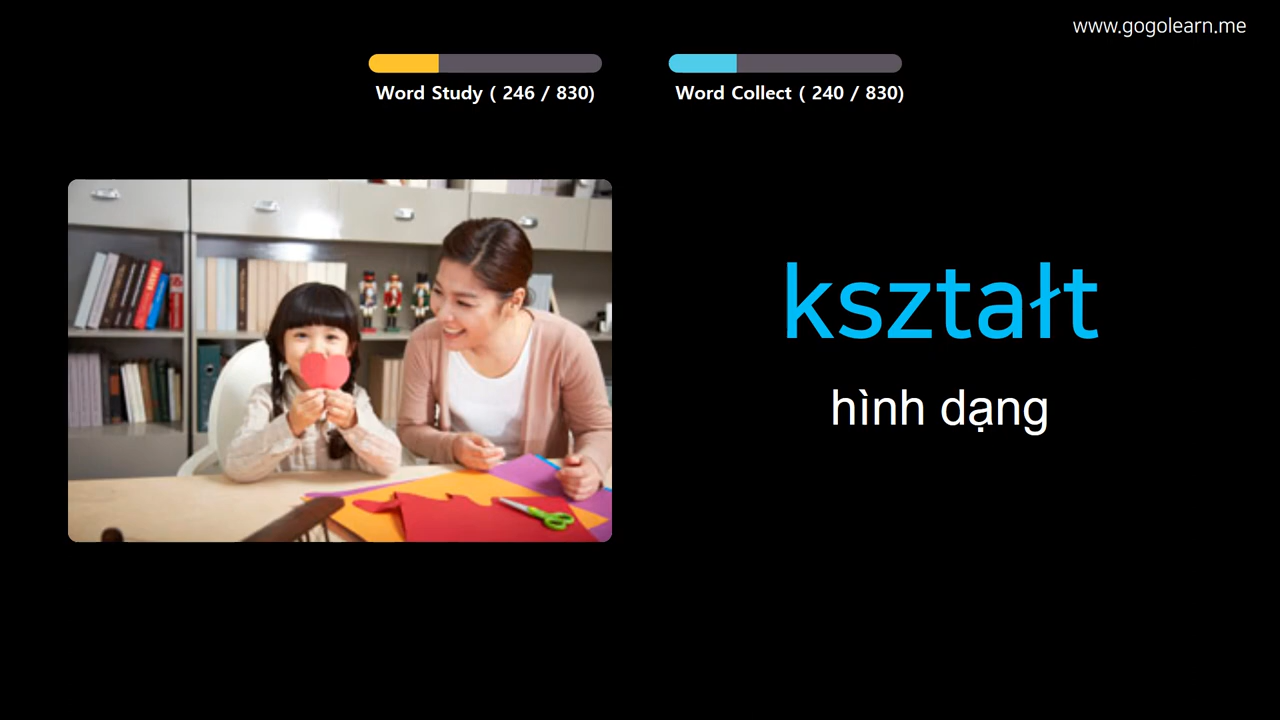 www.gogolearn.me
Word Study ( 246 / 830)
Word Collect ( 240 / 830)
kształt
hình dạng